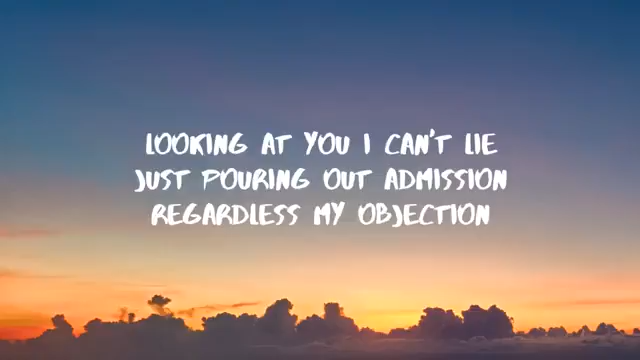 LOOKING AT YOU I CAN'T LIE
JUST POURING OUT ADMISSION
REGARDLESS MY OBJECTION